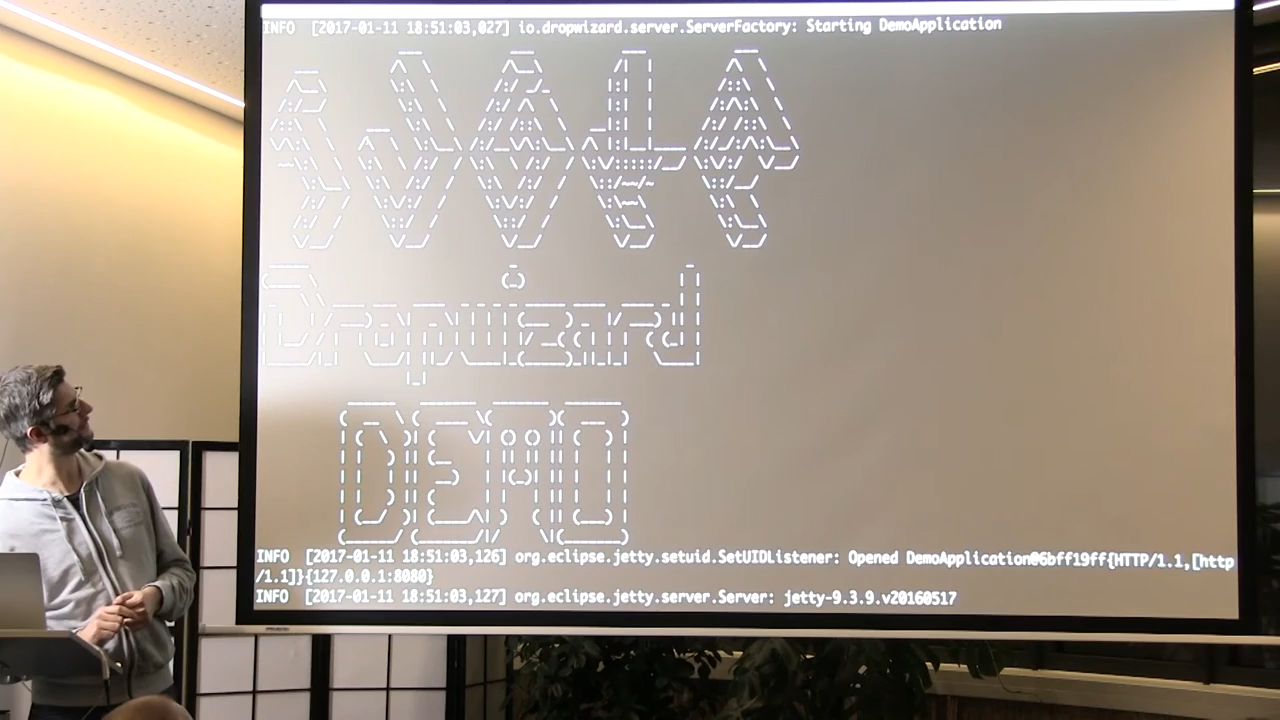 INFO  [2017-01-11 18:51:03,027] io.dropwizard.server.ServerFactory: Starting DemoApplication
JAVA
Dropwizard
DEMO
INFO  [2017-01-11 18:51:03,126] org.eclipse.jetty.setuid.SetUIDListener: Opened DemoApplication@6bff19ff{HTTP/1.1,[http
/1.1]}{127.0.0.1:8080}
INFO  [2017-01-11 18:51:03,127] org.eclipse.jetty.server.Server: jetty-9.3.9.v20160517